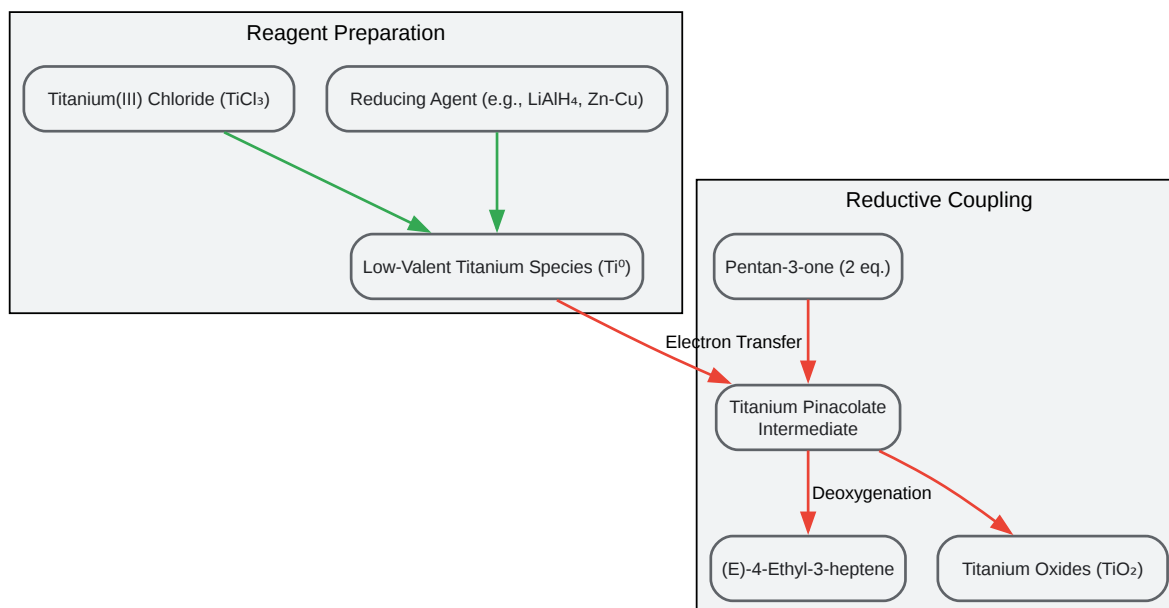 Reagent Preparation
Titanium(III) Chloride (TiCl₃)
Reducing Agent (e.g., LiAlH₄, Zn-Cu)
Low-Valent Titanium Species (Ti⁰)
Reductive Coupling
Pentan-3-one (2 eq.)
Electron Transfer
Titanium Pinacolate
Intermediate
Deoxygenation
(E)-4-Ethyl-3-heptene
Titanium Oxides (TiO₂)